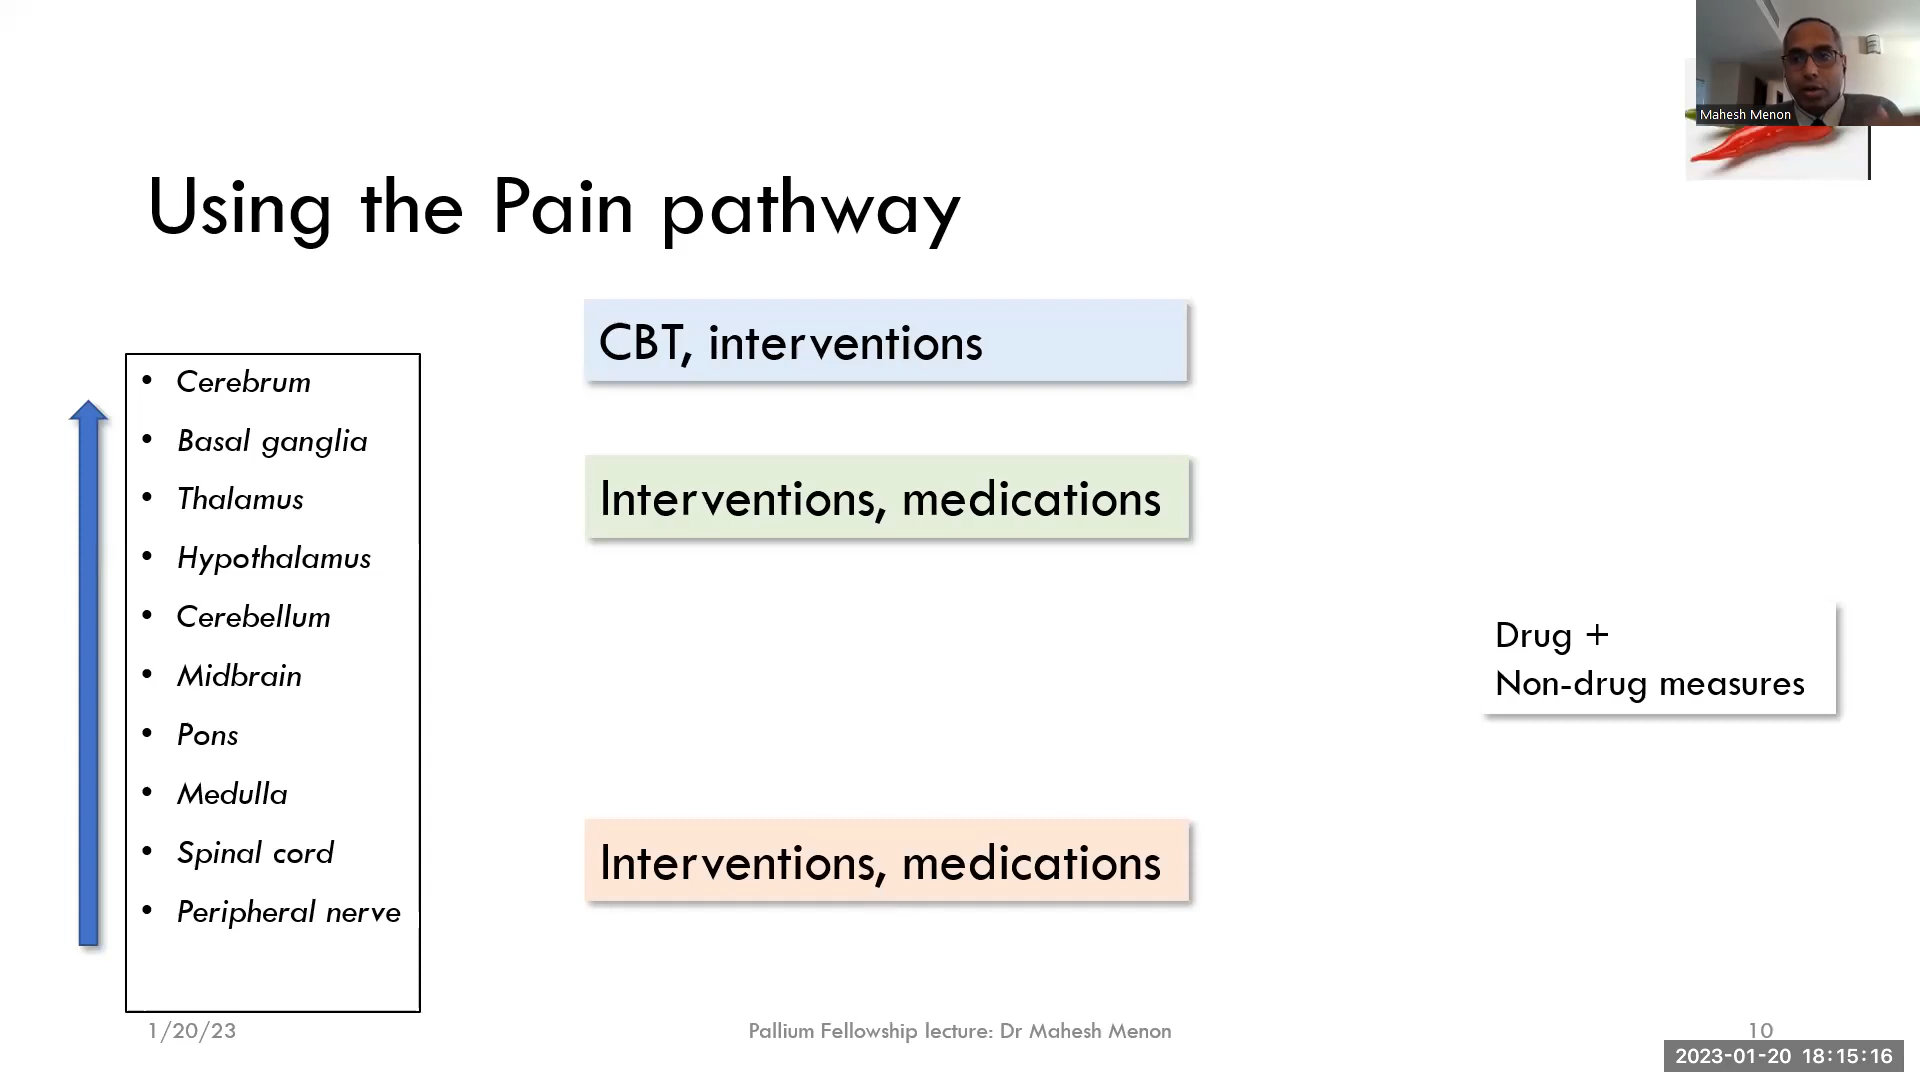 Mahesh Menon
Using the Pain pathway
• Cerebrum
• Basal ganglia
• Thalamus
• Hypothalamus
• Cerebellum
• Midbrain
• Pons
• Medulla
• Spinal cord
• Peripheral nerve
CBT, interventions
Interventions, medications
Interventions, medications
Drug +
Non-drug measures
1/20/23
Pallium Fellowship lecture: Dr Mahesh Menon
10
2023-01-20 18:15:16